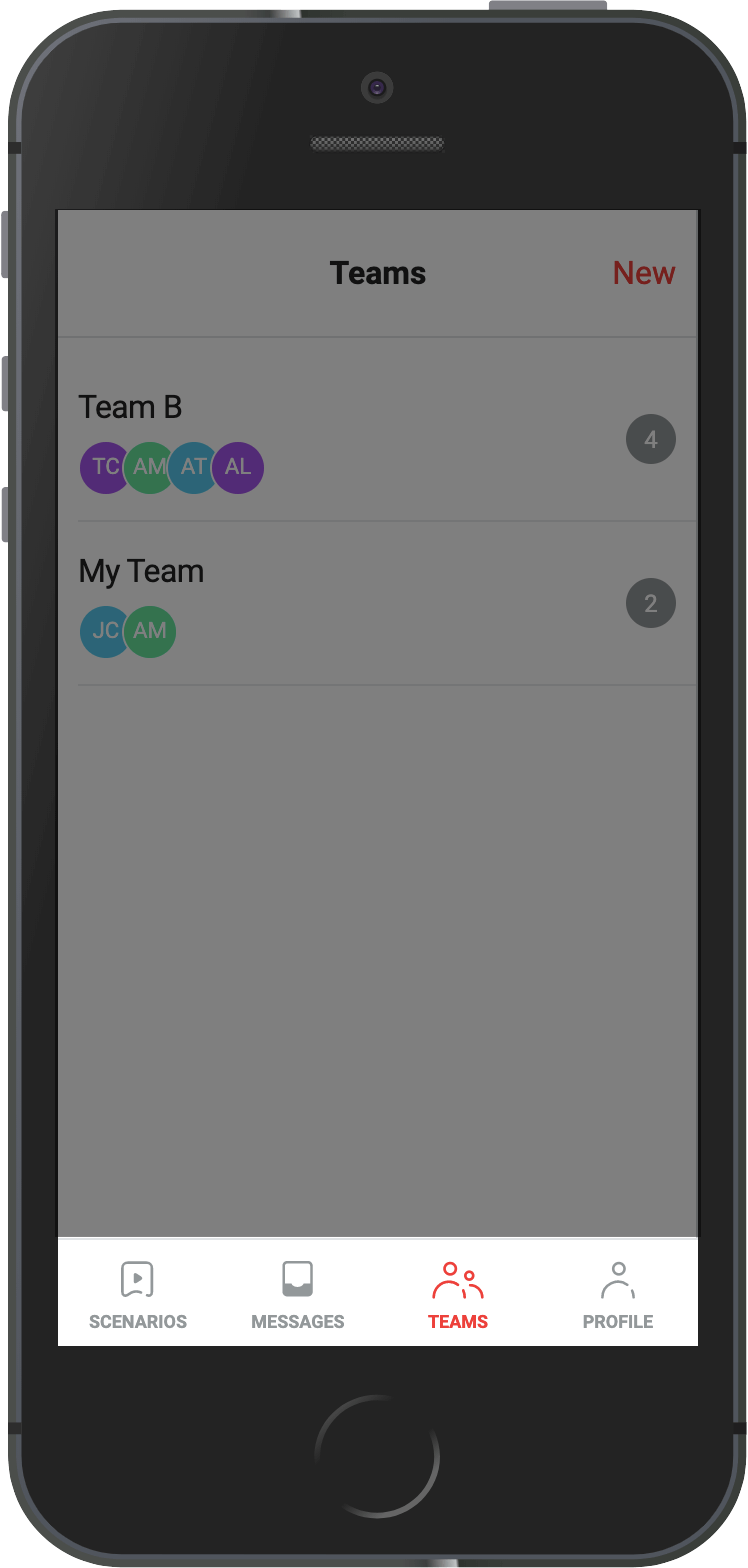 Teams New
Team B
4
TC AM AT AL
My Team
2
JC AM
SCENARIOS MESSAGES TEAMS PROFILE